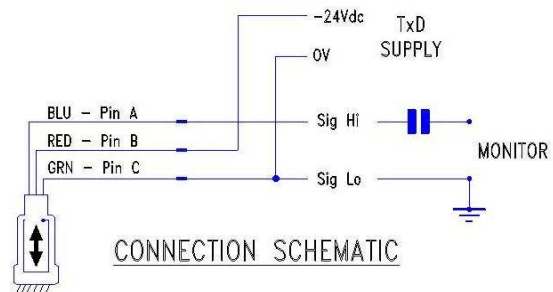 -24Vdc
TxD
SUPPLY
0V
BLU - Pin A
Sig Hi
RED - Pin B
MONITOR
GRN - Pin C
Sig Lo
CONNECTION SCHEMATIC